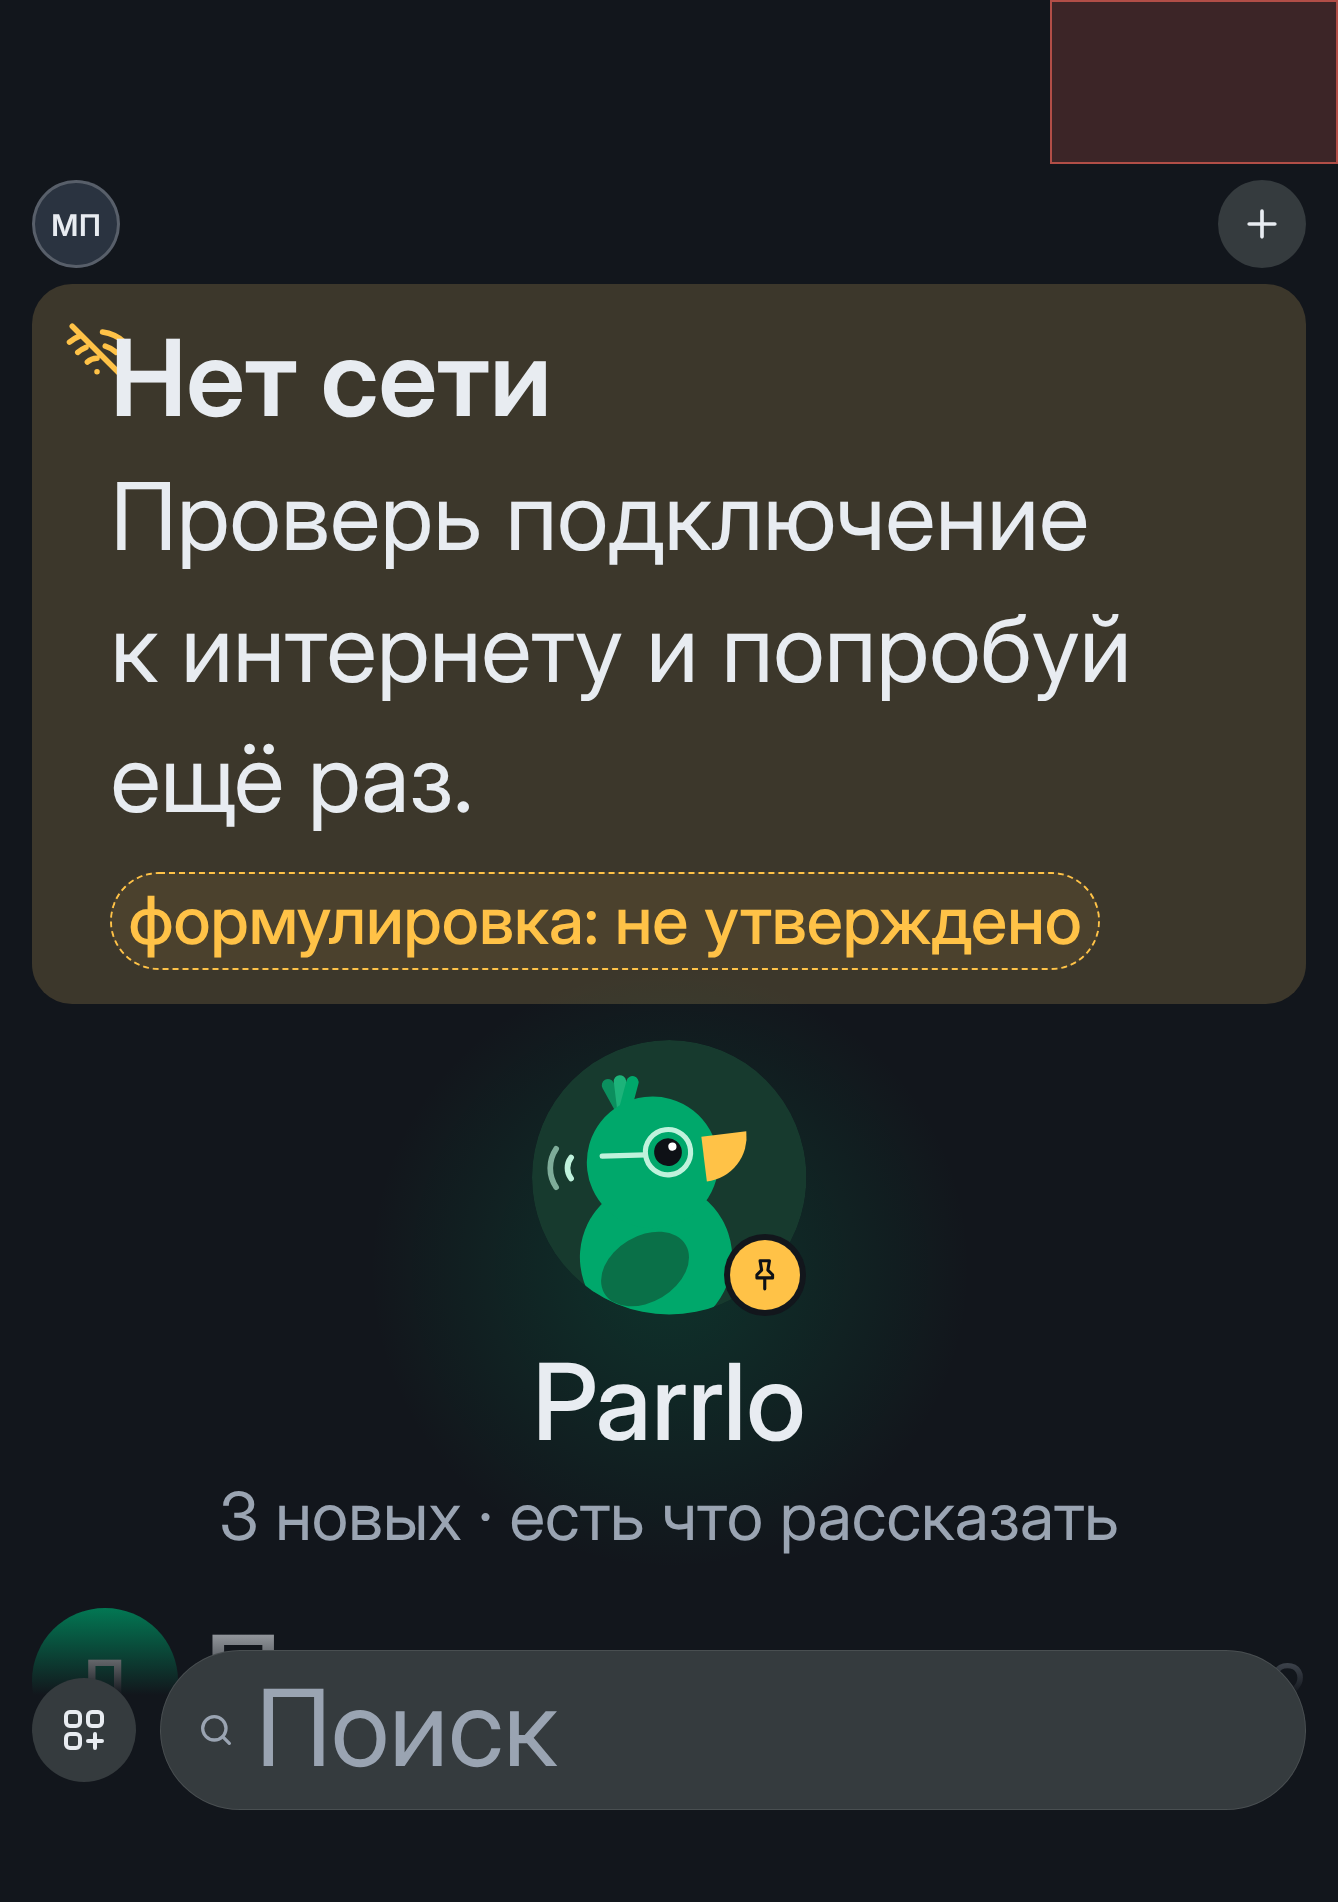 МП
Нет сети
Проверь подключение
к интернету и попробуй
ещё раз.
формулировка: не утверждено
Parrlo
3 новых · есть что рассказать
Поиск